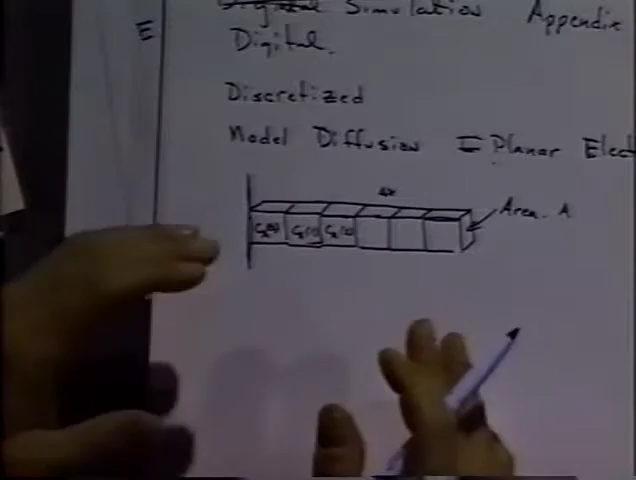 Simulation Appendix
E
Digital
Discretized
Model Diffusion I Planar Elect
Δx
Area. A